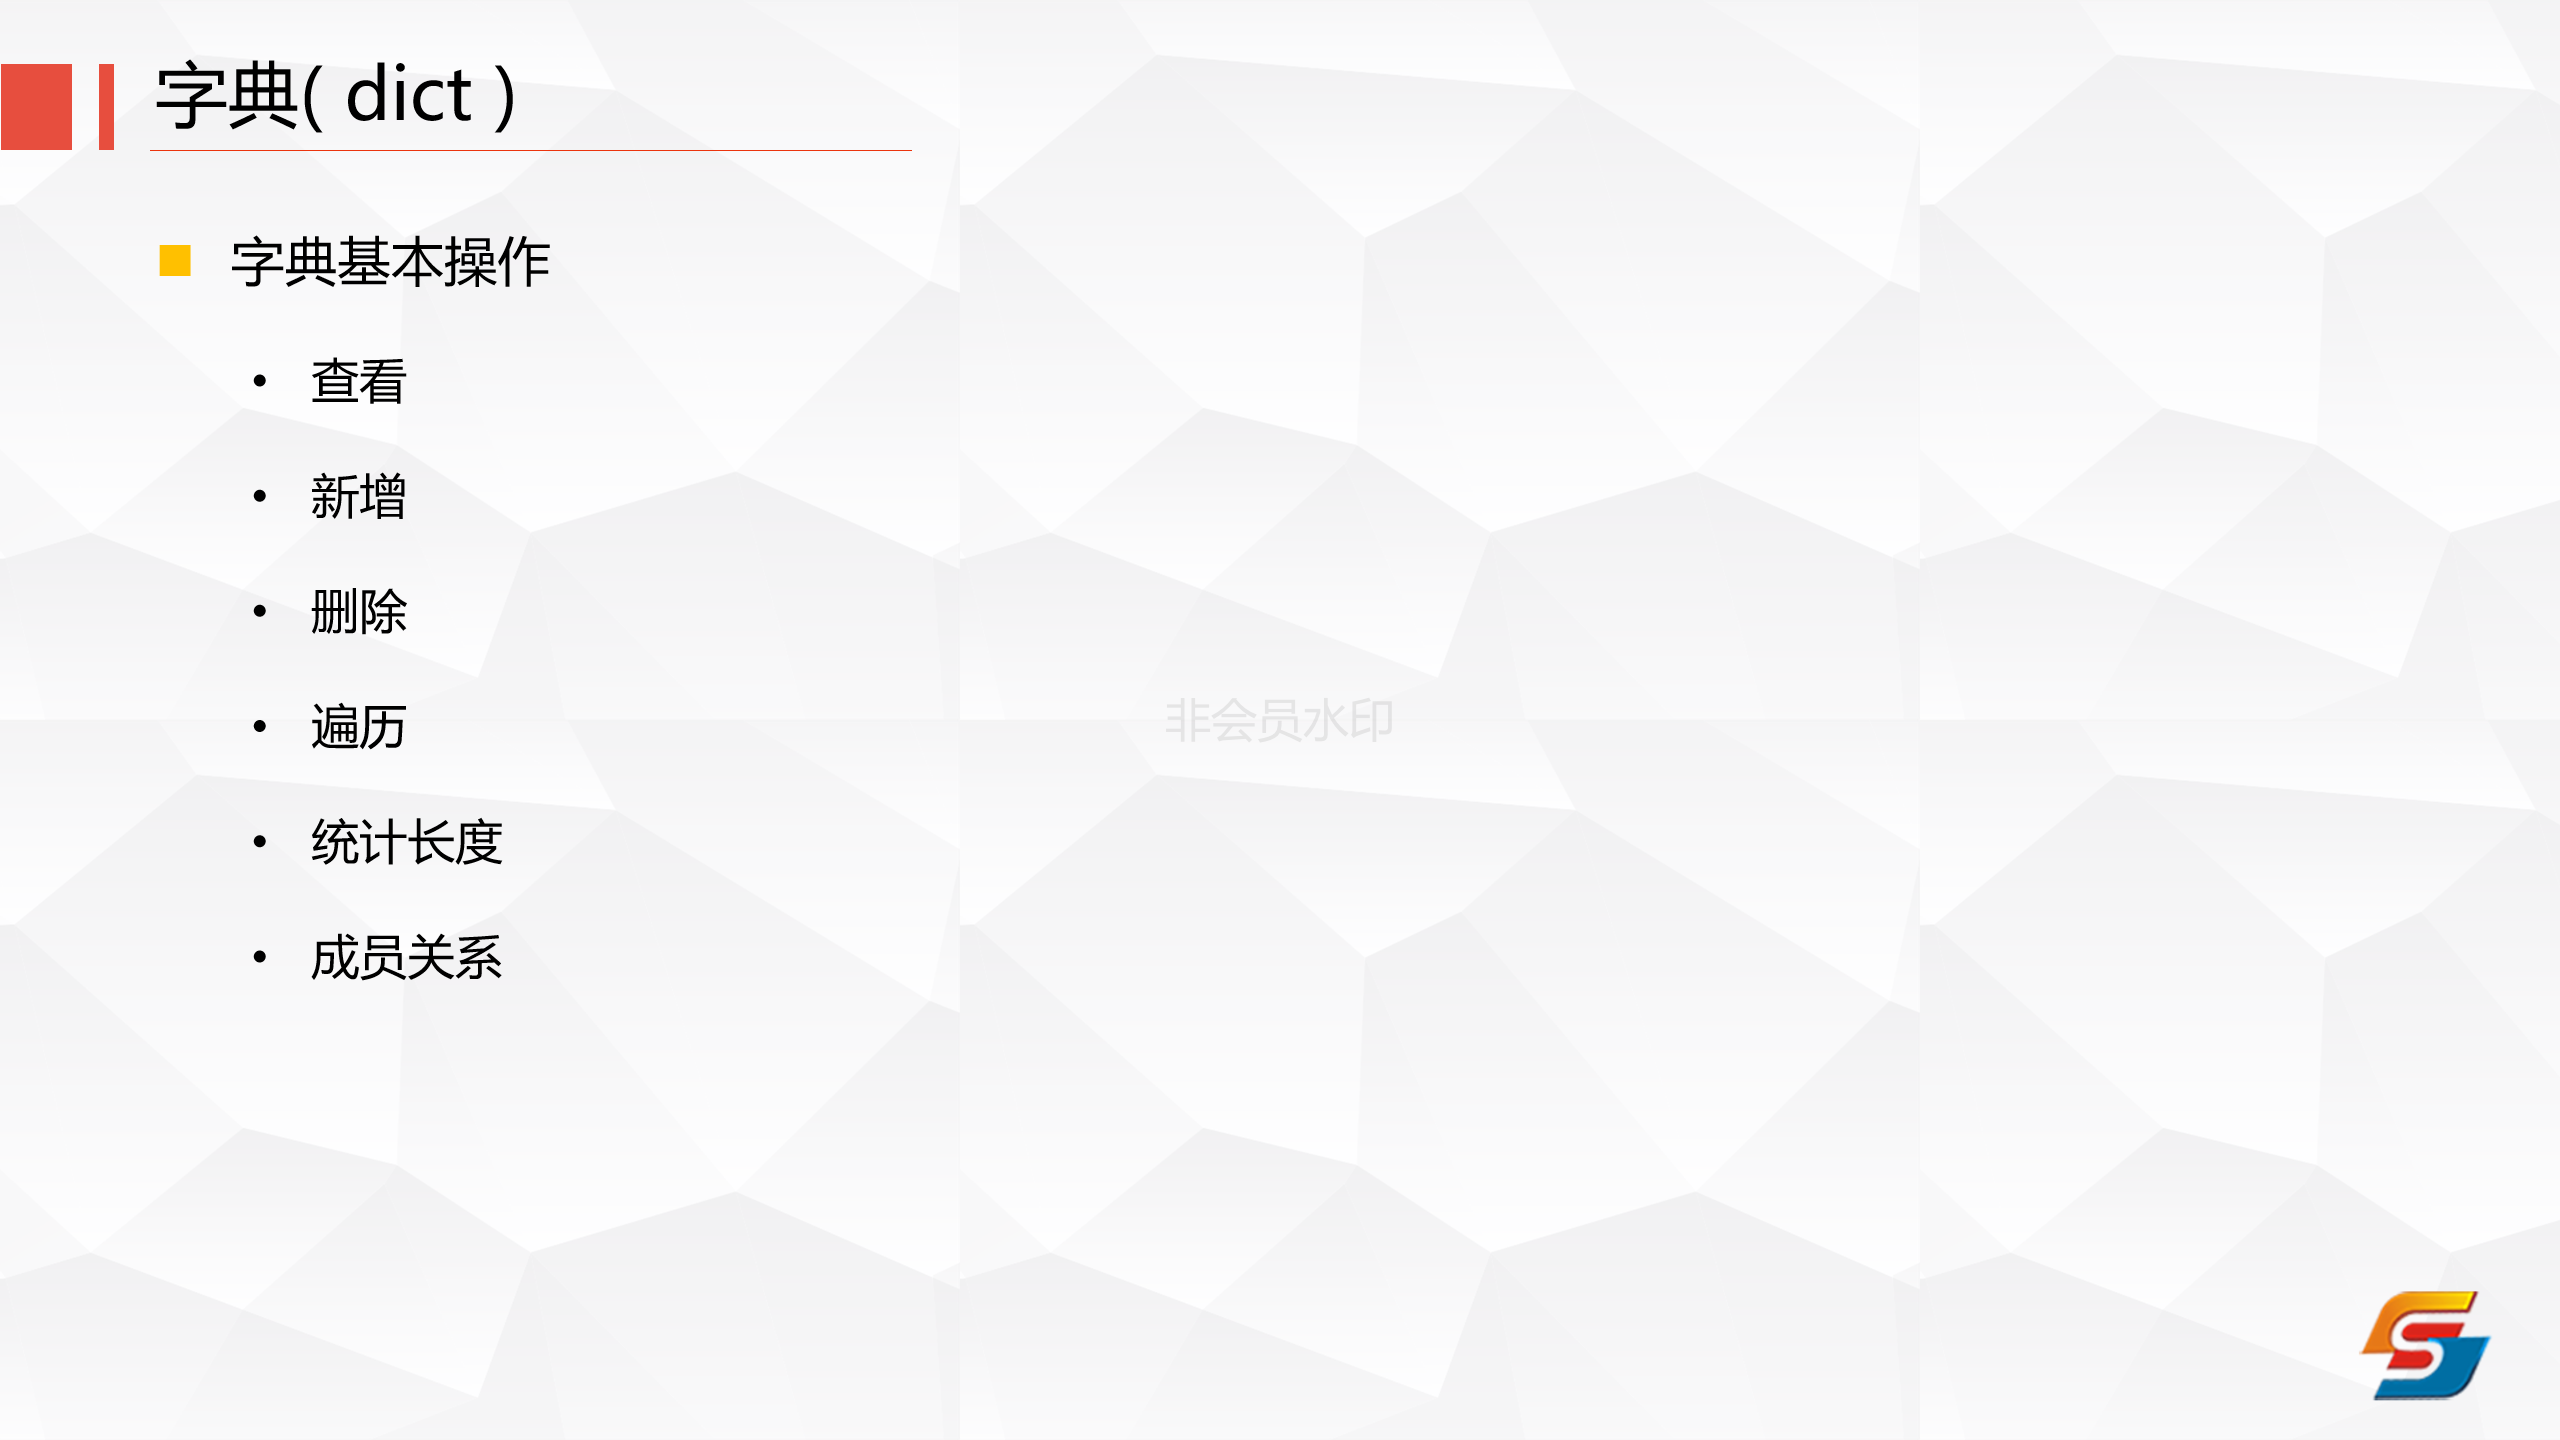 字典( dict )
■ 字典基本操作
• 查看
• 新增
• 删除
• 遍历
• 统计长度
• 成员关系
非会员水印